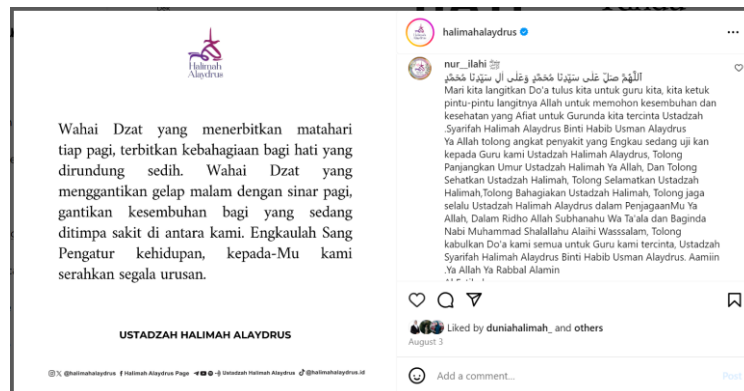 Halimah
Alaydrus
Wahai Dzat yang menerbitkan matahari
tiap pagi, terbitkan kebahagiaan bagi hati yang
dirundung sedih. Wahai Dzat yang
menggantikan gelap malam dengan sinar pagi,
gantikan kesembuhan bagi yang sedang
ditimpa sakit di antara kami. Engkaulah Sang
Pengatur kehidupan, kepada-Mu kami
serahkan segala urusan.
USTADZAH HALIMAH ALAYDRUS
@halimahalaydrus Halimah Alaydrus Page Ustadzah Halimah Alaydrus @halimahalaydrus.id
halimahalaydrus
nur__ilahi ﷺ
اَللّٰهُمَّ صَلِّ عَلَى سَيِّدِنَا مُحَمَّدٍ وَعَلَى اٰلِ سَيِّدِنَا مُحَمَّدٍ
Mari kita langitkan Do'a tulus kita untuk guru kita, kita ketuk
pintu-pintu langitnya Allah untuk memohon kesembuhan dan
kesehatan yang Afiat untuk Gurunda kita tercinta Ustadzah
.Syarifah Halimah Alaydrus Binti Habib Usman Alaydrus
Ya Allah tolong angkat penyakit yang Engkau sedang uji kan
kepada Guru kami Ustadzah Halimah Alaydrus, Tolong
Panjangkan Umur Ustadzah Halimah Ya Allah, Dan Tolong
Sehatkan Ustadzah Halimah, Tolong Selamatkan Ustadzah
Halimah,Tolong Bahagiakan Ustadzah Halimah, Tolong jaga
selalu Ustadzah Halimah Alaydrus dalam PenjagaanMu Ya
Allah, Dalam Ridho Allah Subhanahu Wa Ta'ala dan Baginda
Nabi Muhammad Shalallahu Alaihi Wasssalam, Tolong
kabulkan Do'a kami semua untuk Guru kami tercinta, Ustadzah
Syarifah Halimah Alaydrus Binti Habib Usman Alaydrus. Aamiin
.Ya Allah Ya Rabbal Alamin
Liked by duniahalimah_ and others
August 3
Add a comment...
Post